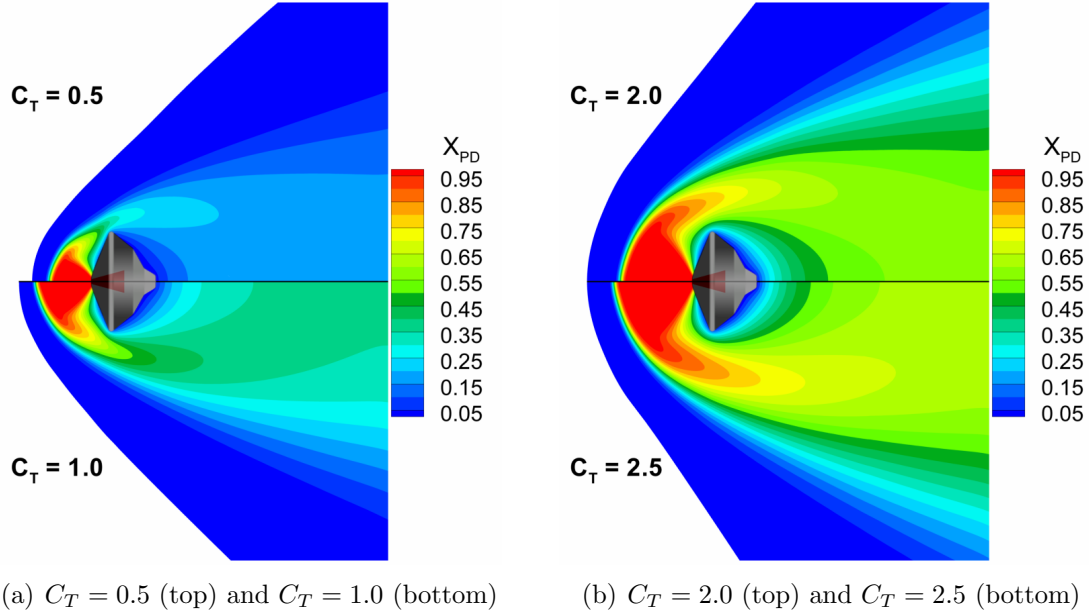 C_T = 0.5
X_PD
0.95
0.85
0.75
0.65
0.55
0.45
0.35
0.25
0.15
0.05
C_T = 1.0
C_T = 2.0
X_PD
0.95
0.85
0.75
0.65
0.55
0.45
0.35
0.25
0.15
0.05
C_T = 2.5
(a) C_T = 0.5 (top) and C_T = 1.0 (bottom)
(b) C_T = 2.0 (top) and C_T = 2.5 (bottom)